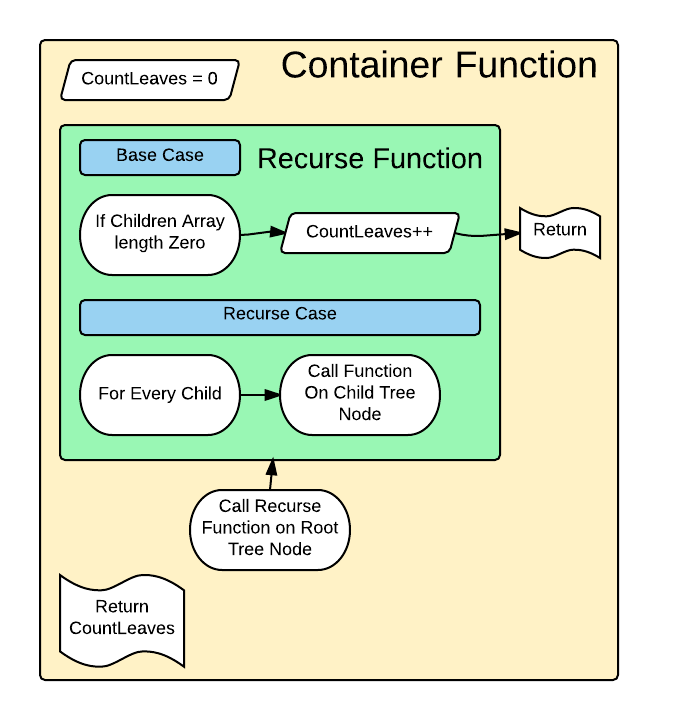 Container Function
CountLeaves = 0
Recurse Function
Base Case
If Children Array
length Zero
CountLeaves++
Return
Recurse Case
For Every Child
Call Function
On Child Tree
Node
Call Recurse
Function on Root
Tree Node
Return
CountLeaves